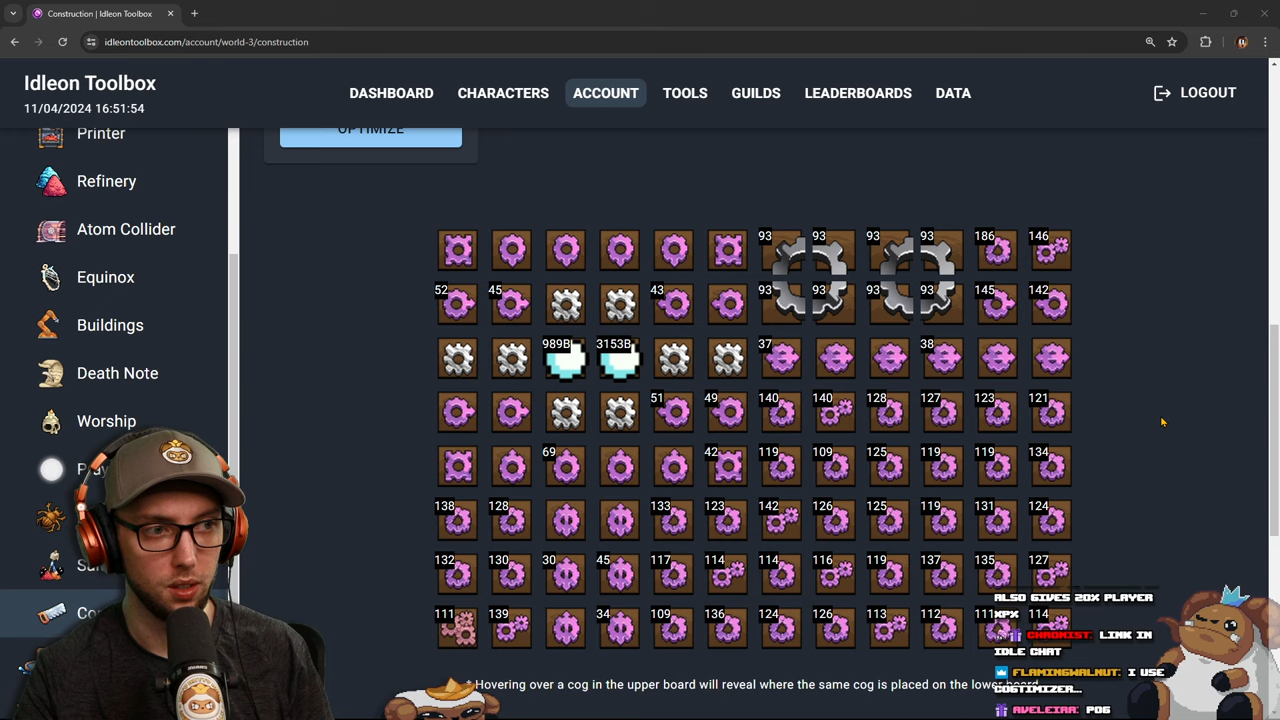 Construction | Idleon Toolbox
idleontoolbox.com/account/world-3/construction
Idleon Toolbox
11/04/2024 16:51:54
DASHBOARD CHARACTERS ACCOUNT TOOLS GUILDS LEADERBOARDS DATA
LOGOUT
Printer
Refinery
Atom Collider
Equinox
Buildings
Death Note
Worship
OPTIMIZE
93 93 93 93 186 146
52 45 43 93 93 93 93 145 142
989B 3153B 37 38
51 49 140 140 128 127 123 121
69 42 119 109 125 119 119 134
138 128 133 123 142 126 125 119 131 124
132 130 30 45 117 114 114 116 119 137 135 127
111 139 34 109 136 124 126 113 112 111 114
Hovering over a cog in the upper board will reveal where the same cog is placed on the lower board
ALSO GIVES 20% PLAYER
XPX
CHRONIST: LINK IN
IDLE CHAT
FLAMINGWALNUT: I USE
COGTIMIZER...
AVELEIRA: POG